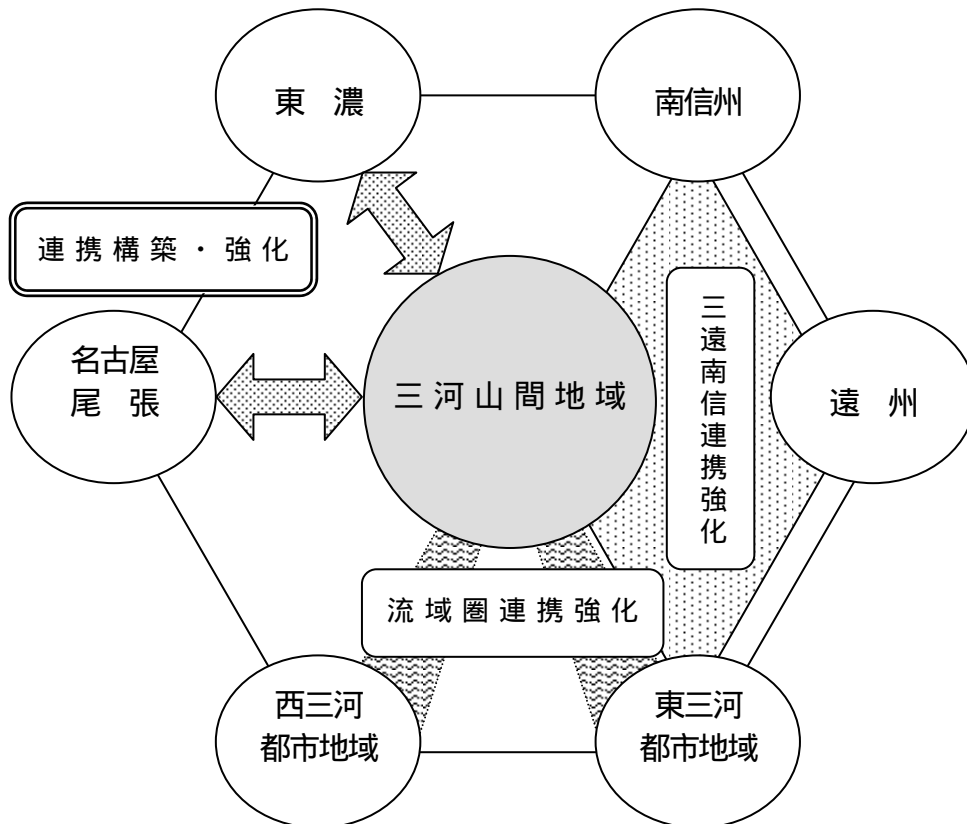 東 濃
南信州
連携構築・強化
名古屋
尾 張
三河山間地域
三遠南信連携強化
遠 州
流域圏連携強化
西三河
都市地域
東三河
都市地域